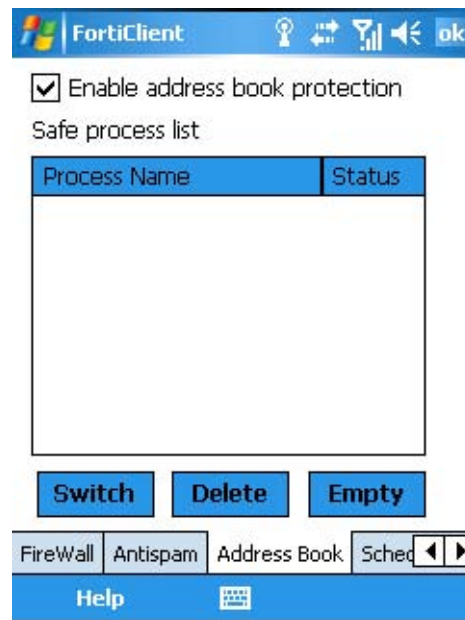 FortiClient ok
Enable address book protection
Safe process list
Process Name Status
Switch Delete Empty
FireWall Antispam Address Book Sched
Help